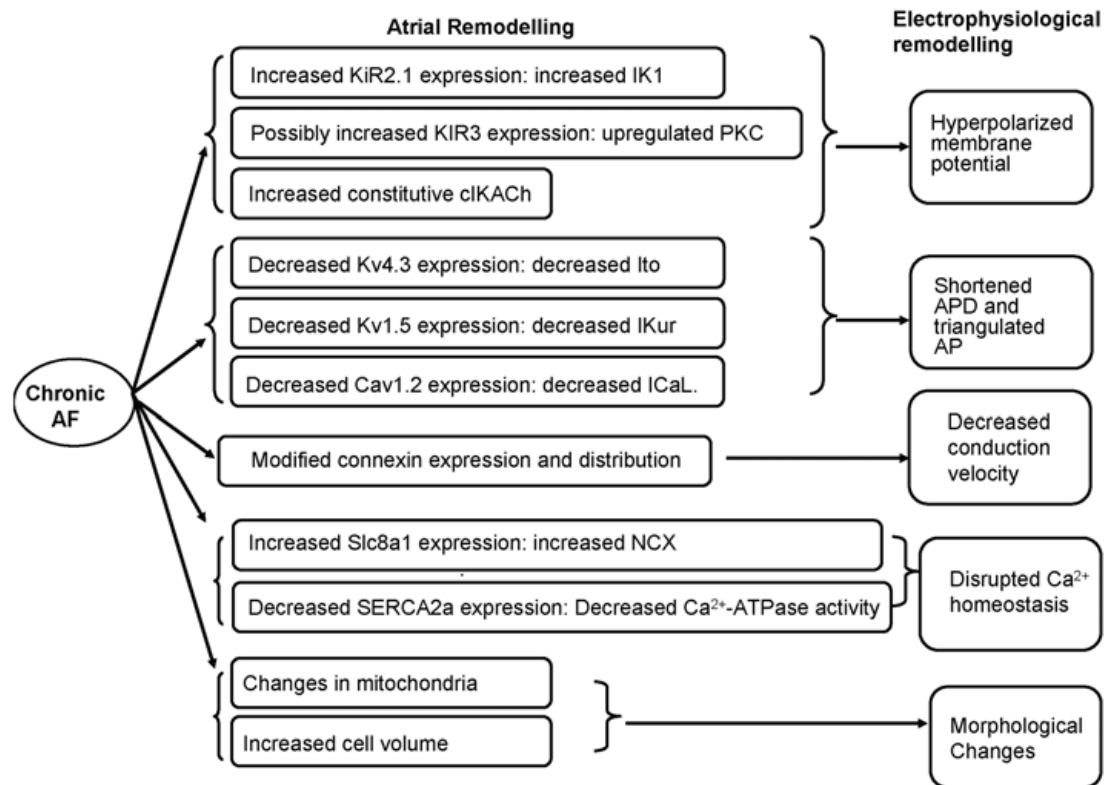 Atrial Remodelling
Electrophysiological
remodelling
Increased KiR2.1 expression: increased IK1
Possibly increased KIR3 expression: upregulated PKC
Increased constitutive cIKACh
Hyperpolarized
membrane
potential
Decreased Kv4.3 expression: decreased Ito
Decreased Kv1.5 expression: decreased IKur
Decreased Cav1.2 expression: decreased ICaL.
Shortened
APD and
triangulated
AP
Chronic
AF
Modified connexin expression and distribution
Decreased
conduction
velocity
Increased Slc8a1 expression: increased NCX
Decreased SERCA2a expression: Decreased Ca²⁺-ATPase activity
Disrupted Ca²⁺
homeostasis
Changes in mitochondria
Increased cell volume
Morphological
Changes